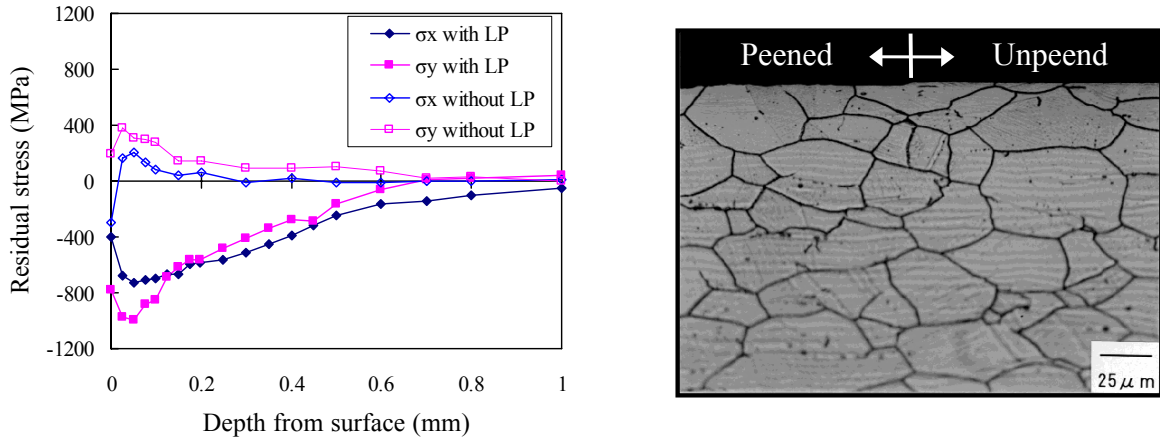 1200
800
400
0
-400
-800
-1200
Residual stress (MPa)
σx with LP
σy with LP
σx without LP
σy without LP
0 0.2 0.4 0.6 0.8 1
Depth from surface (mm)
Peened Unpeend
25 μ m